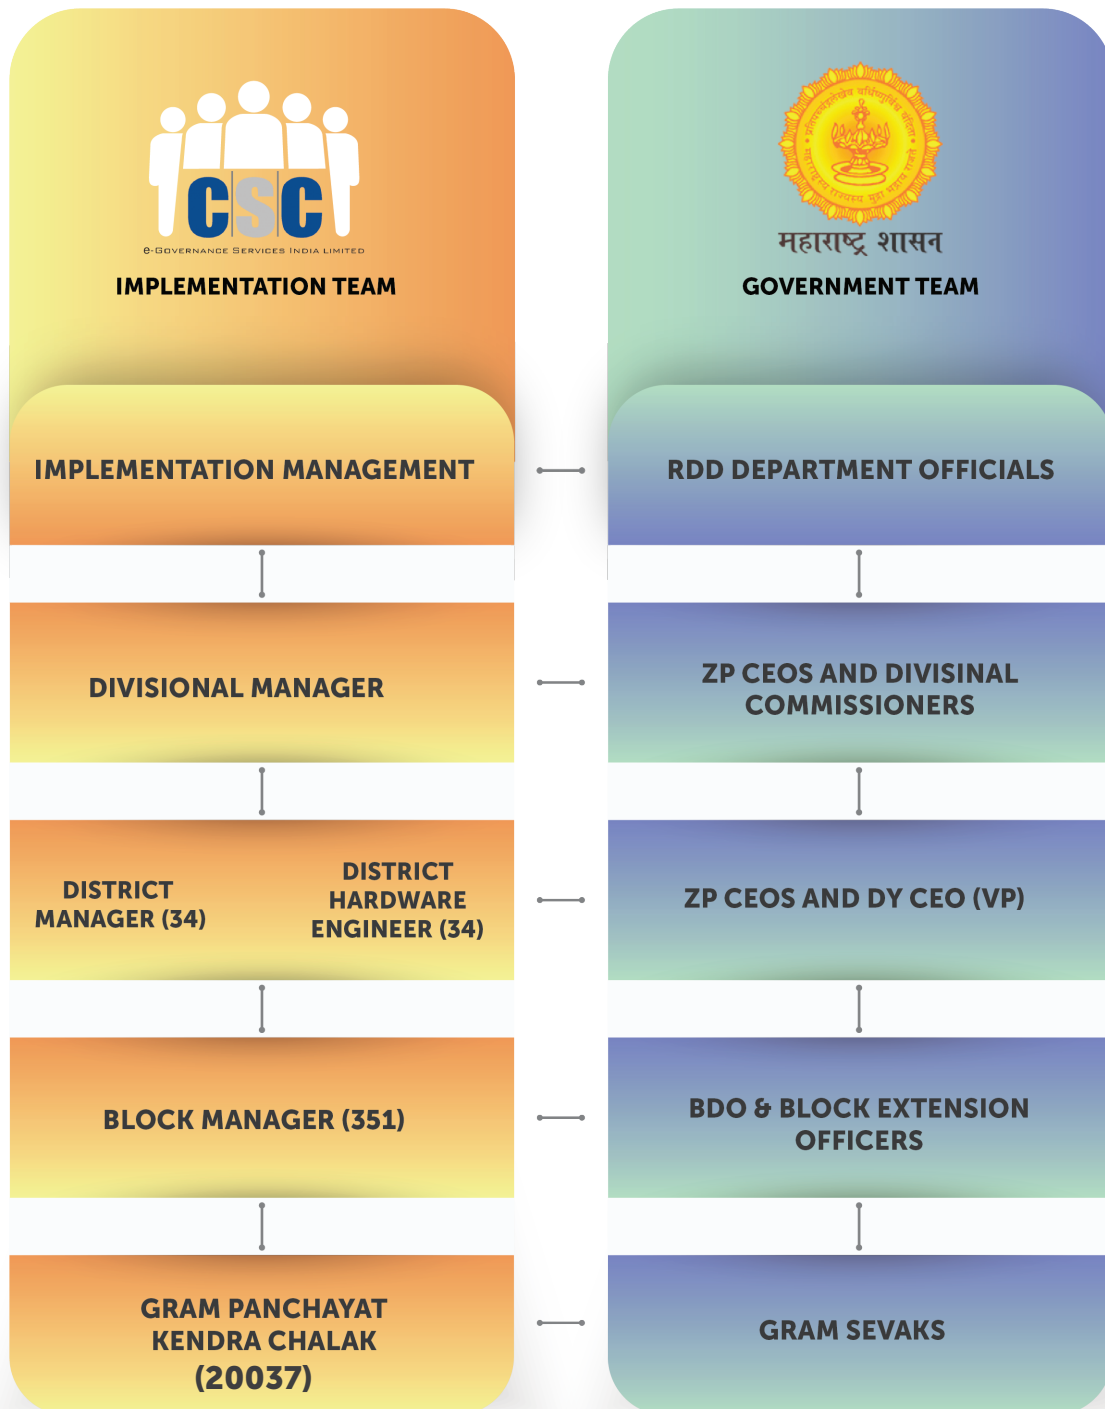 CSC
e-Governance Services India Limited
IMPLEMENTATION TEAM
महाराष्ट्र शासन
GOVERNMENT TEAM
IMPLEMENTATION MANAGEMENT
RDD DEPARTMENT OFFICIALS
DIVISIONAL MANAGER
ZP CEOS AND DIVISINAL
COMMISSIONERS
DISTRICT
MANAGER (34)
DISTRICT
HARDWARE
ENGINEER (34)
ZP CEOS AND DY CEO (VP)
BLOCK MANAGER (351)
BDO & BLOCK EXTENSION
OFFICERS
GRAM PANCHAYAT
KENDRA CHALAK
(20037)
GRAM SEVAKS